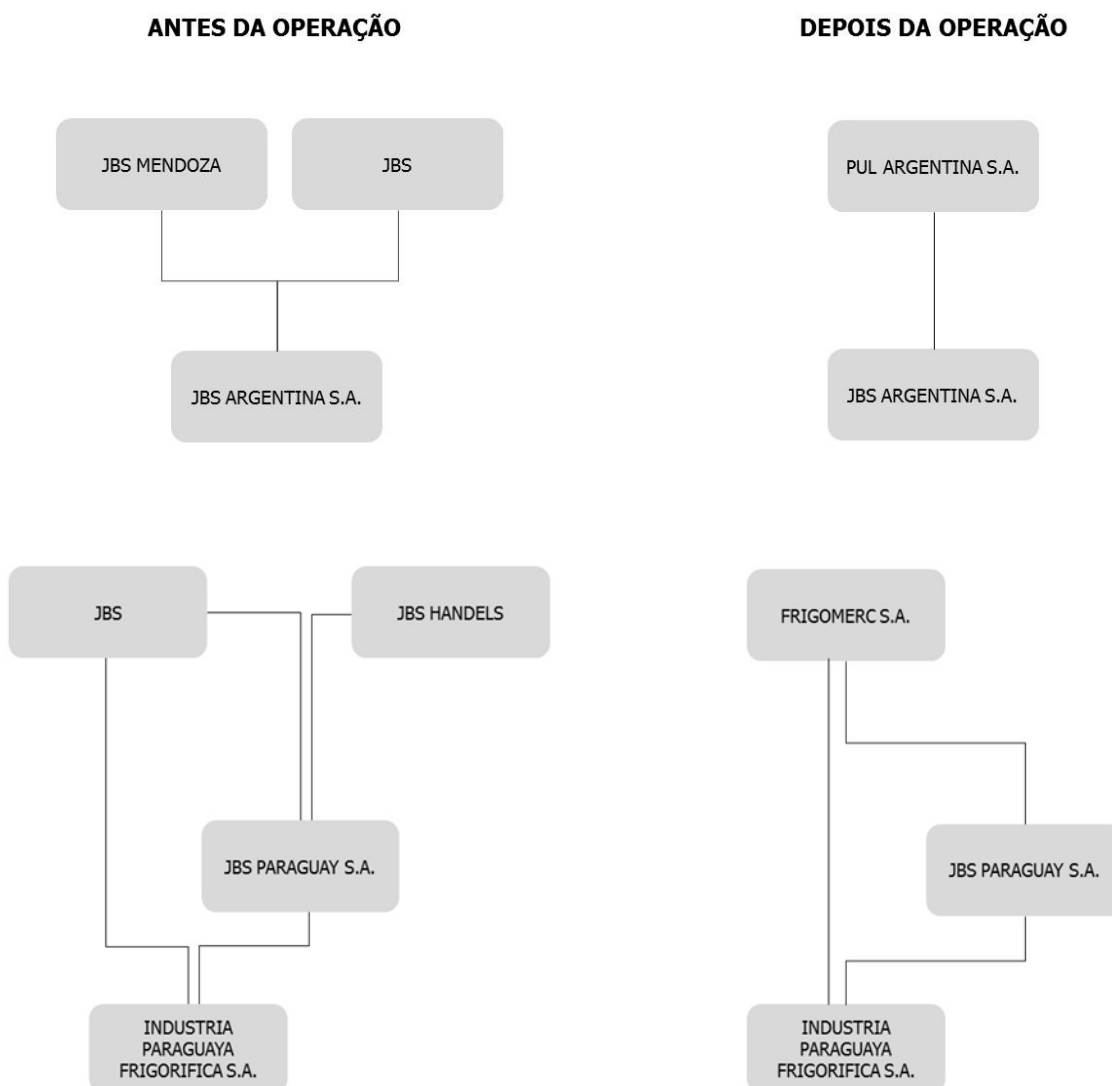 ANTES DA OPERAÇÃO
DEPOIS DA OPERAÇÃO
JBS MENDOZA
JBS
PUL ARGENTINA S.A.
JBS ARGENTINA S.A.
JBS ARGENTINA S.A.
JBS
JBS HANDELS
FRIGOMERC S.A.
JBS PARAGUAY S.A.
JBS PARAGUAY S.A.
INDUSTRIA
PARAGUAYA
FRIGORIFICA S.A.
INDUSTRIA
PARAGUAYA
FRIGORIFICA S.A.